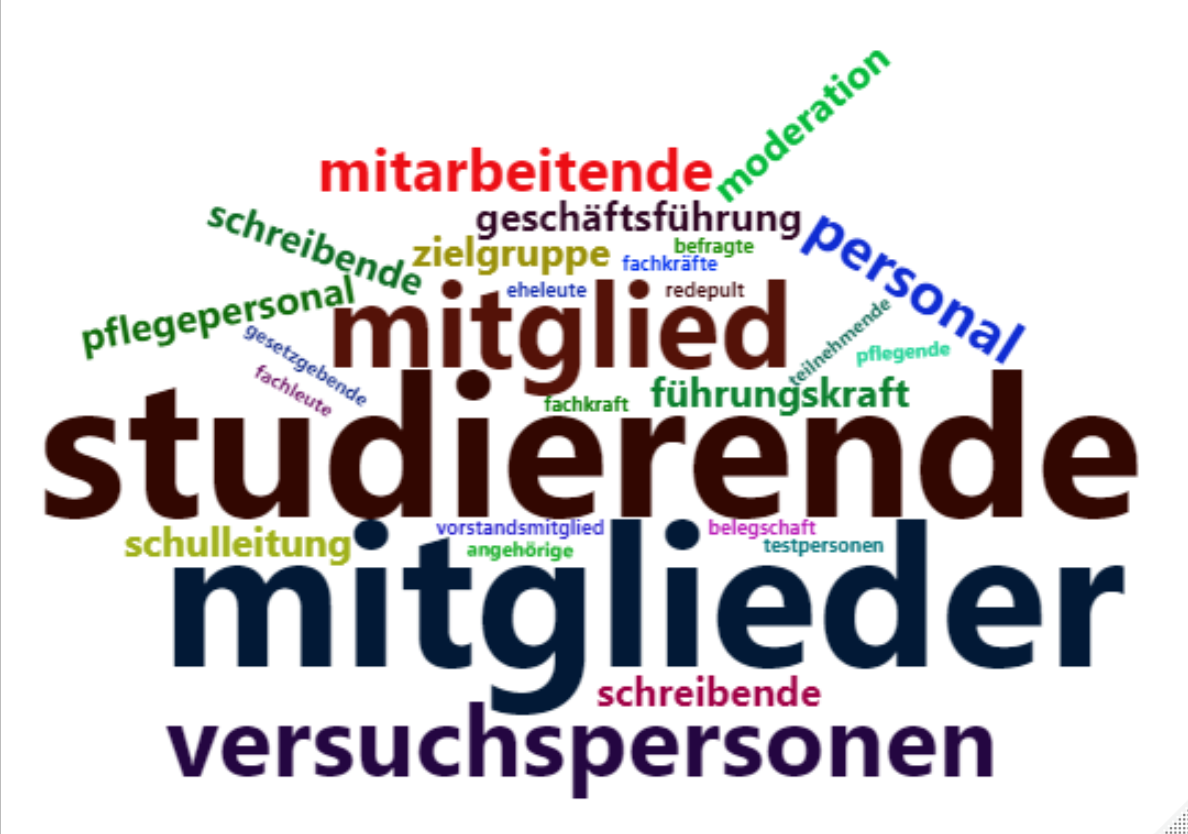 moderation
mitarbeitende
schreibende
geschäftsführung
personal
zielgruppe
befragte
fachkräfte
pflegepersonal
mitglied
eheleute
redepult
teilnehmende
gesetzgebende
pflegende
fachleute
fachkraft
führungskraft
studierende
vorstandsmitglied
belegschaft
schulleitung
angehörige
testpersonen
mitglieder
schreibende
versuchspersonen